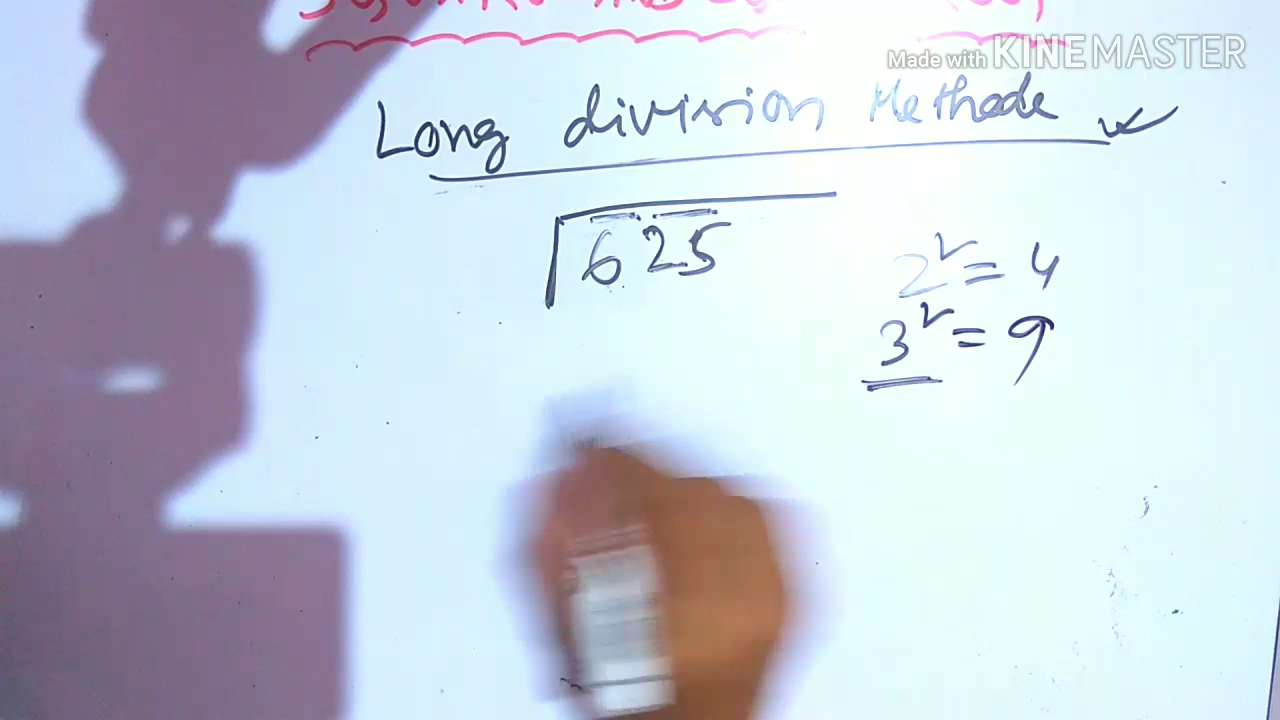 Made with KINEMASTER
Long division Methode
625
2² = 4
3² = 9